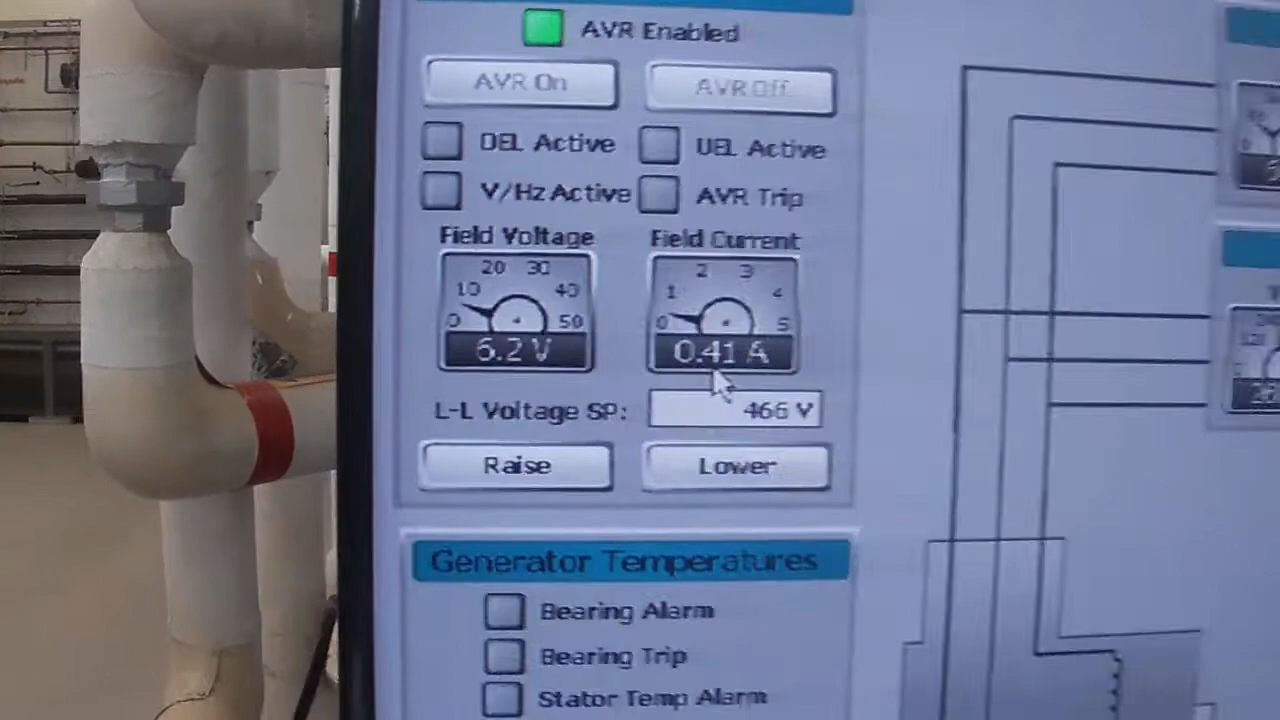 AVR Enabled
AVR On AVR Off
OEL Active UEL Active
V/Hz Active AVR Trip
Field Voltage Field Current
0 10 20 30 40 50 0 1 2 3 4 5
6.2 V 0.41 A
L-L Voltage SP: 466 V
Raise Lower
Generator Temperatures
Bearing Alarm
Bearing Trip
Stator Temp Alarm